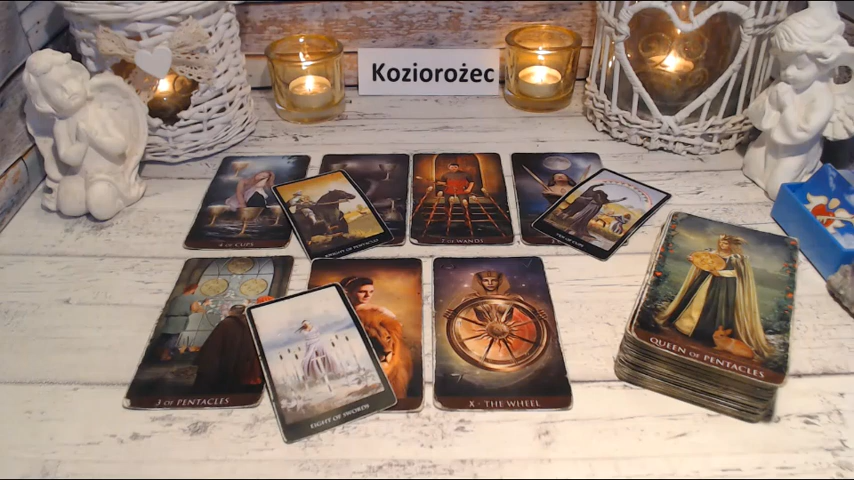 Koziorożec
4 OF CUPS
KNIGHT OF PENTACLES
2 OF WANDS
3 OF PENTACLES
EIGHT OF SWORDS
X • THE WHEEL
QUEEN OF PENTACLES